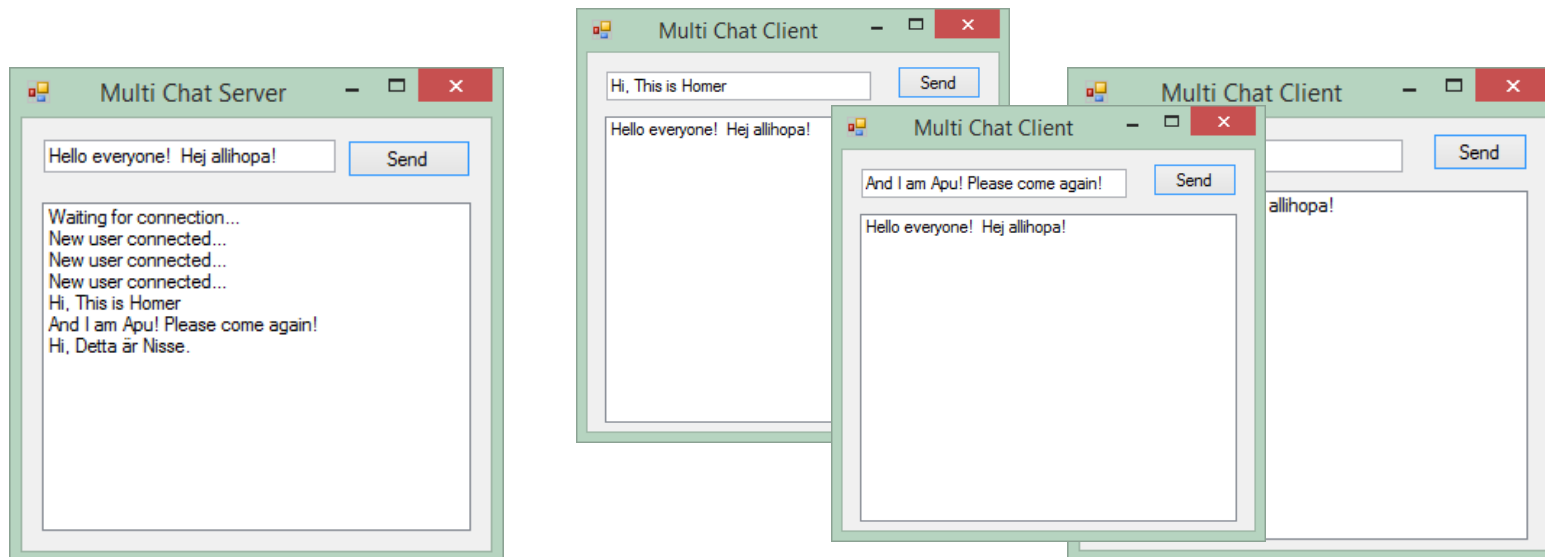 Multi Chat Server
Hello everyone!  Hej allihopa!
Send
Waiting for connection...
New user connected...
New user connected...
New user connected...
Hi, This is Homer
And I am Apu! Please come again!
Hi, Detta är Nisse.
Multi Chat Client
Hi, This is Homer
Send
Hello everyone!  Hej allihopa!
Multi Chat Client
And I am Apu! Please come again!
Send
Hello everyone!  Hej allihopa!
Multi Chat Client
Send
allihopa!